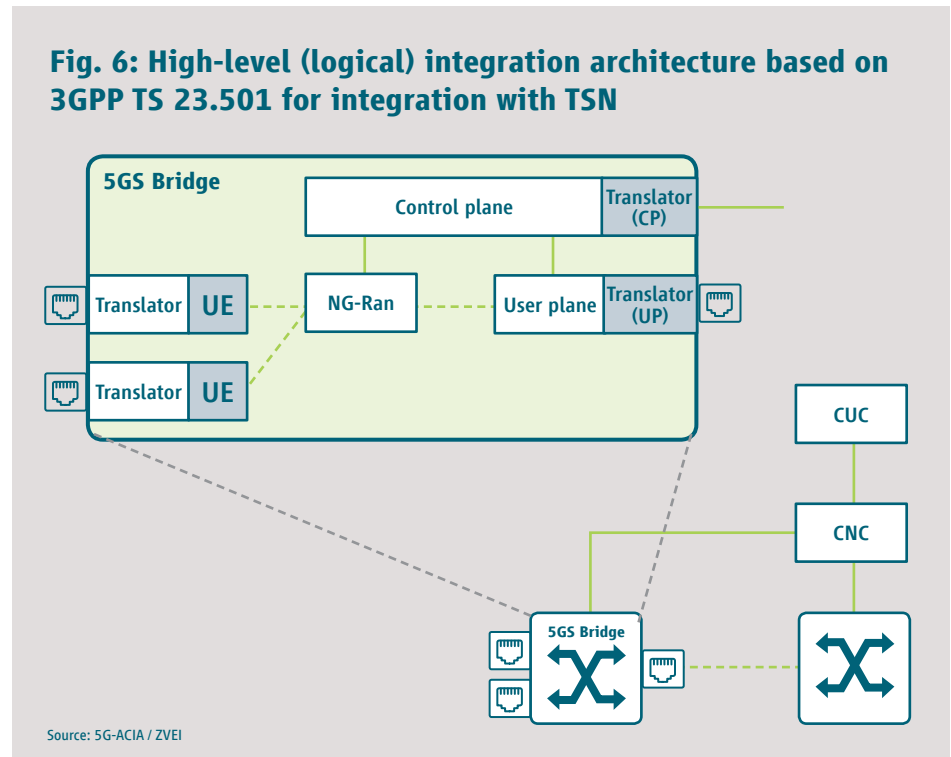 Fig. 6: High-level (logical) integration architecture based on
3GPP TS 23.501 for integration with TSN
5GS Bridge
Control plane
Translator
(CP)
Translator
UE
NG-Ran
User plane
Translator
(UP)
Translator
UE
CUC
CNC
5GS Bridge
Source: 5G-ACIA / ZVEI